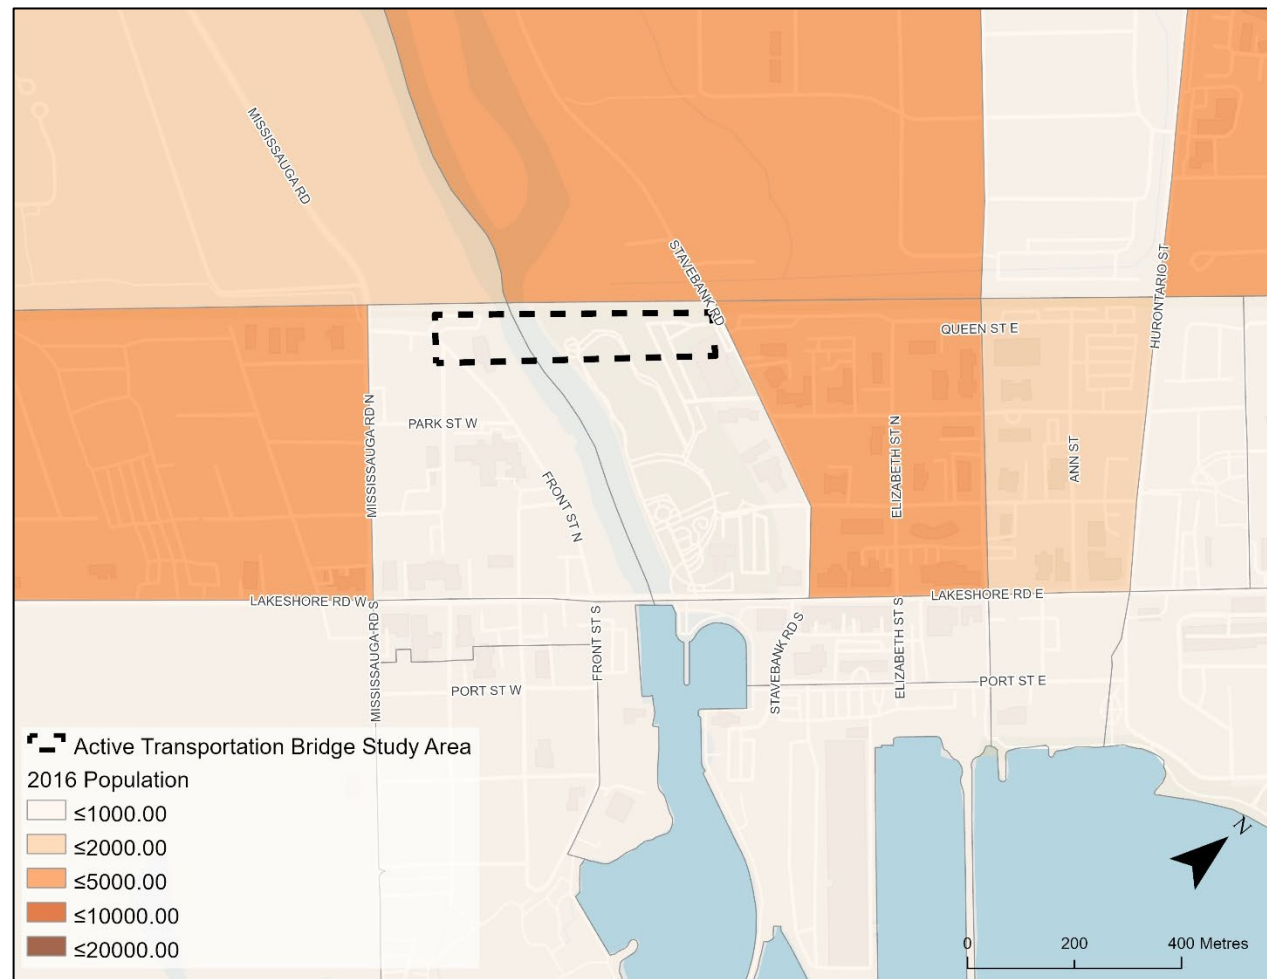 MISSISSAUGA RD
STAVEBANK RD
HURONTARIO ST
QUEEN ST E
MISSISSAUGA RD N
PARK ST W
FRONT ST N
ELIZABETH ST N
ANN ST
LAKESHORE RD W
LAKESHORE RD E
MISSISSAUGA RD S
FRONT ST S
STAVEBANK RD S
ELIZABETH ST S
PORT ST W
PORT ST E
Active Transportation Bridge Study Area
2016 Population
≤1000.00
≤2000.00
≤5000.00
≤10000.00
≤20000.00
N
0 200 400 Metres